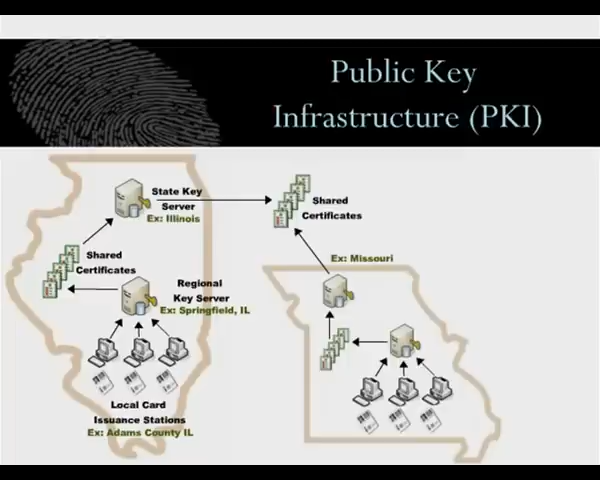 Public Key
Infrastructure (PKI)
State Key
Server
Ex: Illinois
Shared
Certificates
Shared
Certificates
Ex: Missouri
Regional
Key Server
Ex: Springfield, IL
Local Card
Issuance Stations
Ex: Adams County IL